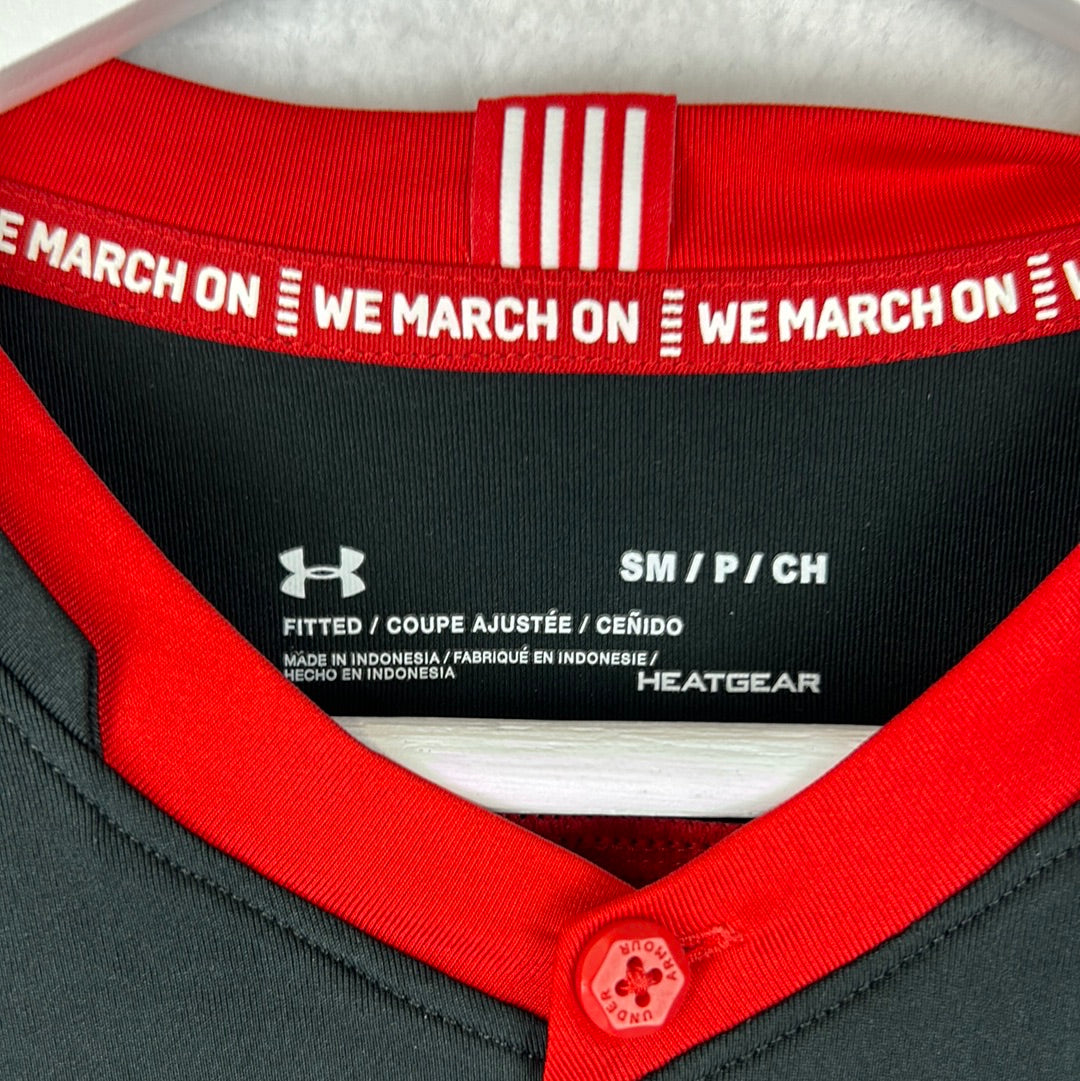 E MARCH ON WE MARCH ON WE MARCH ON W
SM / P / CH
FITTED / COUPE AJUSTÉE / CEÑIDO
MADE IN INDONESIA / FABRIQUÉ EN INDONESIE /
HECHO EN INDONESIA
HEATGEAR
UNDER ARMOUR